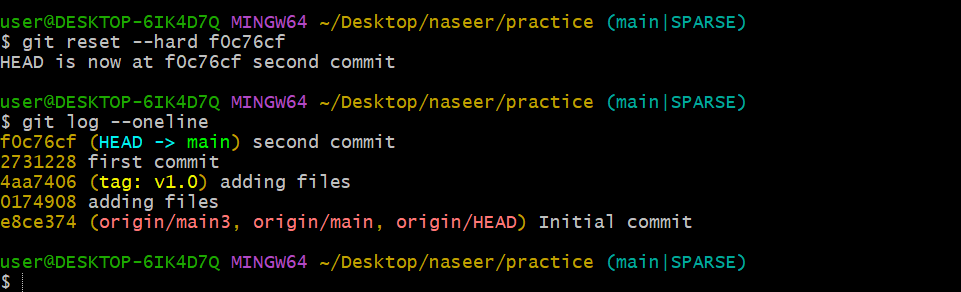 user@DESKTOP-6IK4D7Q MINGW64 ~/Desktop/naseer/practice (main|SPARSE)
$ git reset --hard f0c76cf
HEAD is now at f0c76cf second commit
user@DESKTOP-6IK4D7Q MINGW64 ~/Desktop/naseer/practice (main|SPARSE)
$ git log --oneline
f0c76cf (HEAD -> main) second commit
2731228 first commit
4aa7406 (tag: v1.0) adding files
0174908 adding files
e8ce374 (origin/main3, origin/main, origin/HEAD) Initial commit
user@DESKTOP-6IK4D7Q MINGW64 ~/Desktop/naseer/practice (main|SPARSE)
$